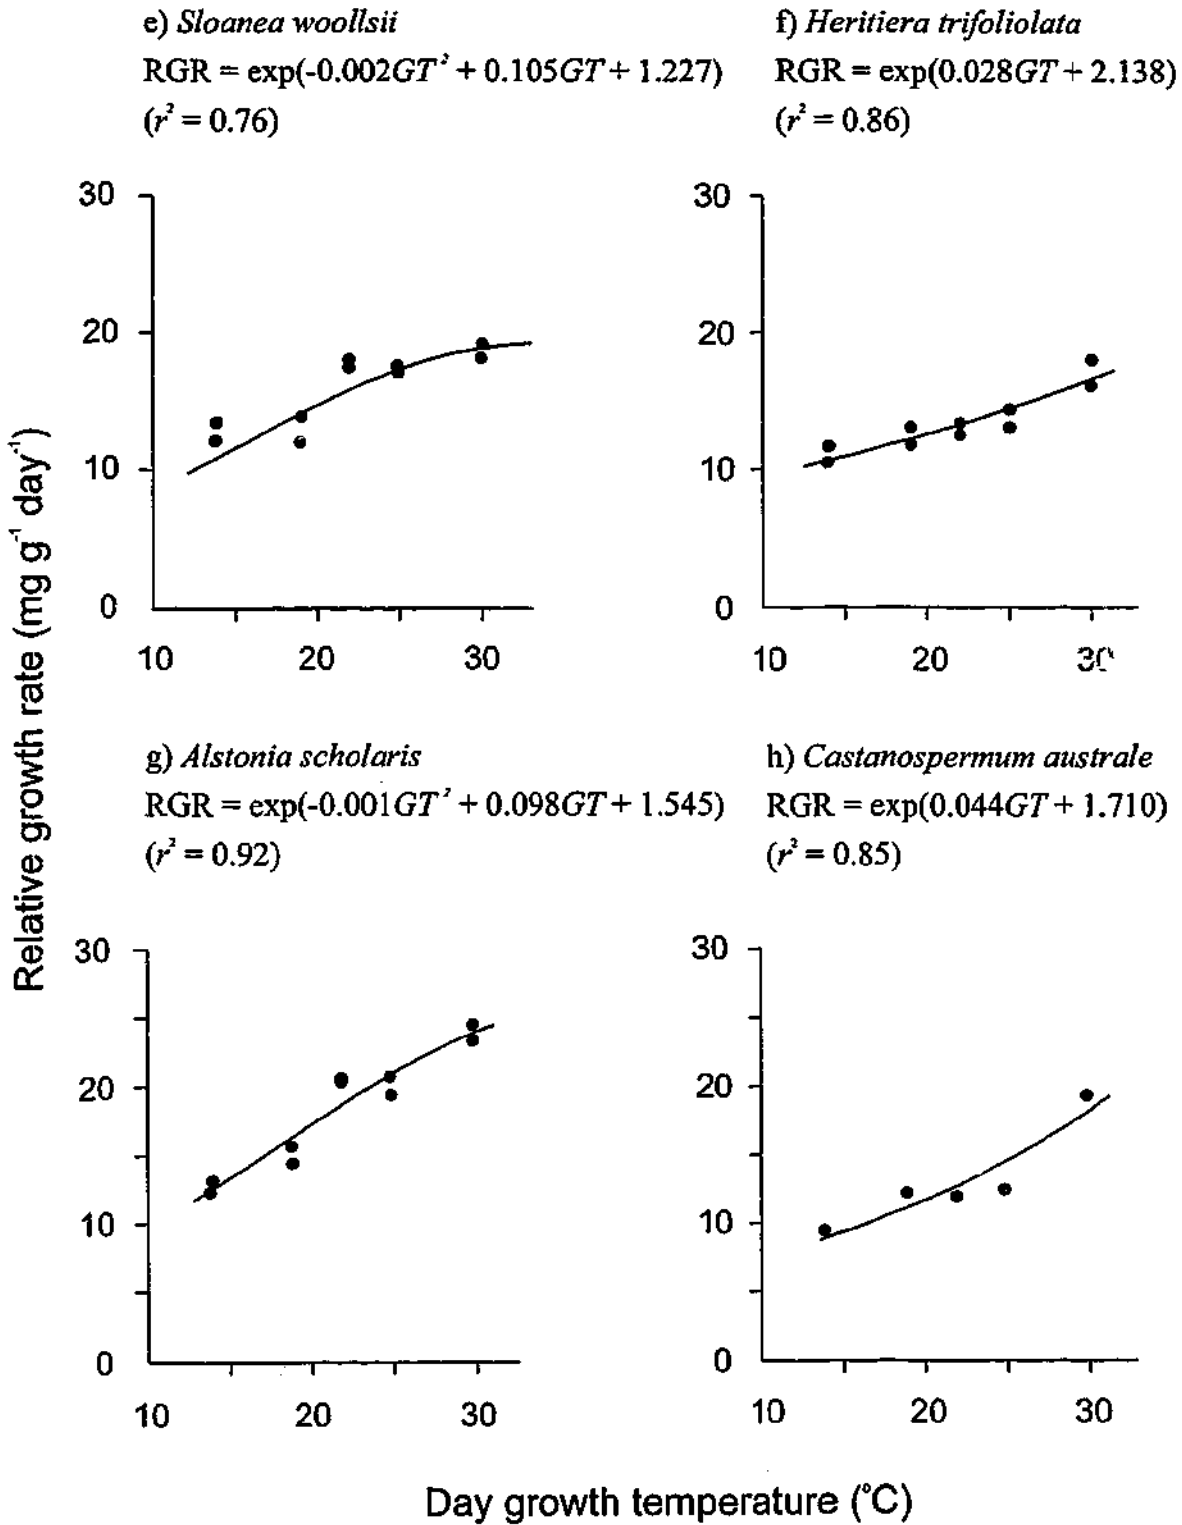 e) Sloanea woollsii
RGR = exp(-0.002GT² + 0.105GT + 1.227)
(r² = 0.76)
f) Heritiera trifoliolata
RGR = exp(0.028GT + 2.138)
(r² = 0.86)
30
20
10
0
10 20 30
30
20
10
0
10 20 30
Relative growth rate (mg g⁻¹ day⁻¹)
g) Alstonia scholaris
RGR = exp(-0.001GT² + 0.098GT + 1.545)
(r² = 0.92)
h) Castanospermum australe
RGR = exp(0.044GT + 1.710)
(r² = 0.85)
30
20
10
0
10 20 30
30
20
10
0
10 20 30
Day growth temperature (°C)